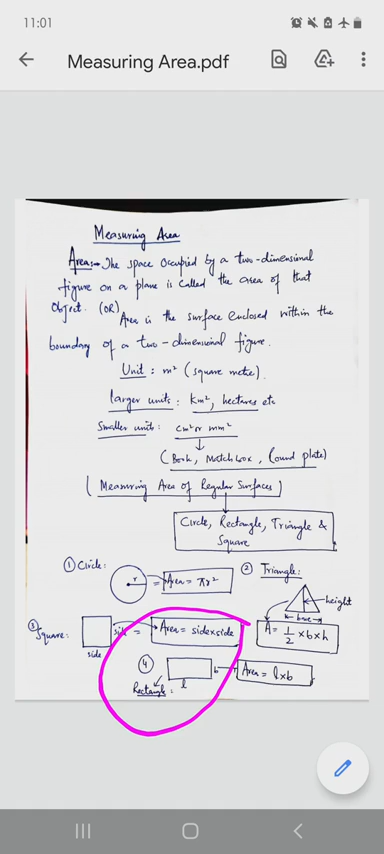 11:01
Measuring Area.pdf
Measuring Area
Area:- The space occupied by a two-dimensional
figure on a plane is called the area of that
object. (OR)
Area is the surface enclosed within the
boundary of a two-dimensional figure.
Unit : m² (square metre).
larger units : km², hectures etc
Smaller units : cm² or mm²
(Book, Matchbox, round plate)
(Measuring Area of Regular Surfaces)
Circle, Rectangle, Triangle &
Square
① Circle:
r
= Area = πr²
② Triangle:
height
base
A = 1/2 × b × h
③ Square:
side
side = Area = side×side
④
Rectangle:
l
b
Area = l×b